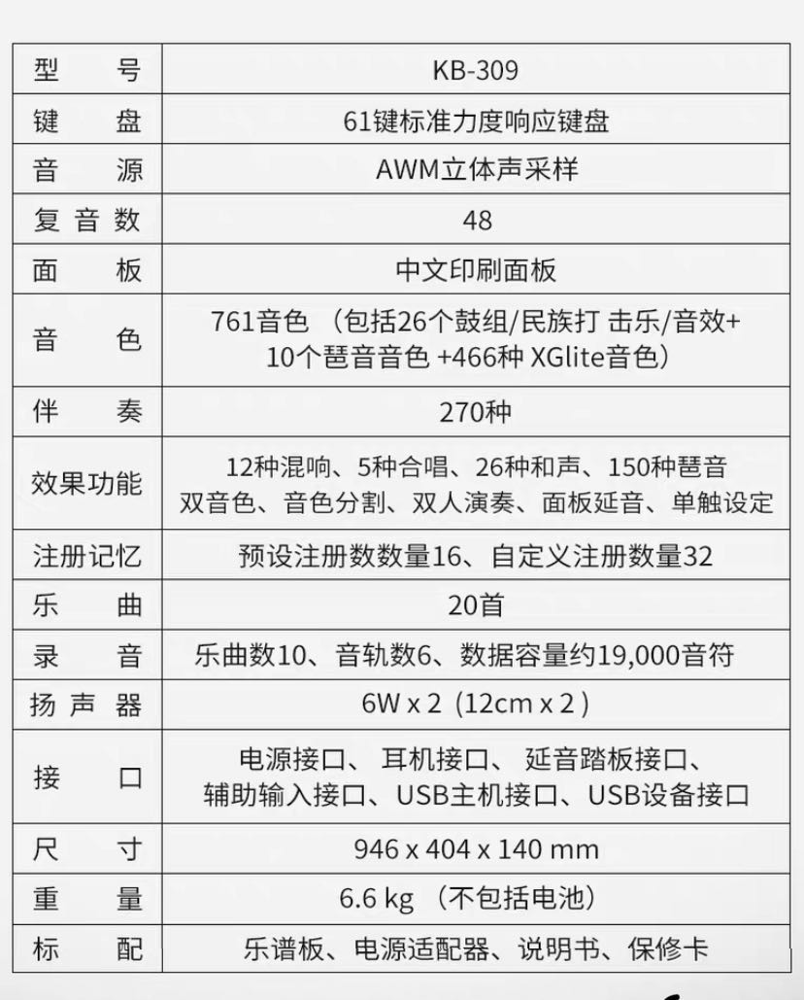 型 号 KB-309
键 盘 61键标准力度响应键盘
音 源 AWM立体声采样
复音数 48
面 板 中文印刷面板
音 色 761音色 （包括26个鼓组/民族打 击乐/音效+
10个琶音音色 +466种 XGlite音色）
伴 奏 270种
效果功能 12种混响、5种合唱、26种和声、150种琶音
双音色、音色分割、双人演奏、面板延音、单触设定
注册记忆 预设注册数数量16、自定义注册数量32
乐 曲 20首
录 音 乐曲数10、音轨数6、数据容量约19,000音符
扬声器 6W x 2 (12cm x 2 )
接 口 电源接口、 耳机接口、 延音踏板接口、
辅助输入接口、USB主机接口、USB设备接口
尺 寸 946 x 404 x 140 mm
重 量 6.6 kg （不包括电池）
标 配 乐谱板、电源适配器、说明书、保修卡